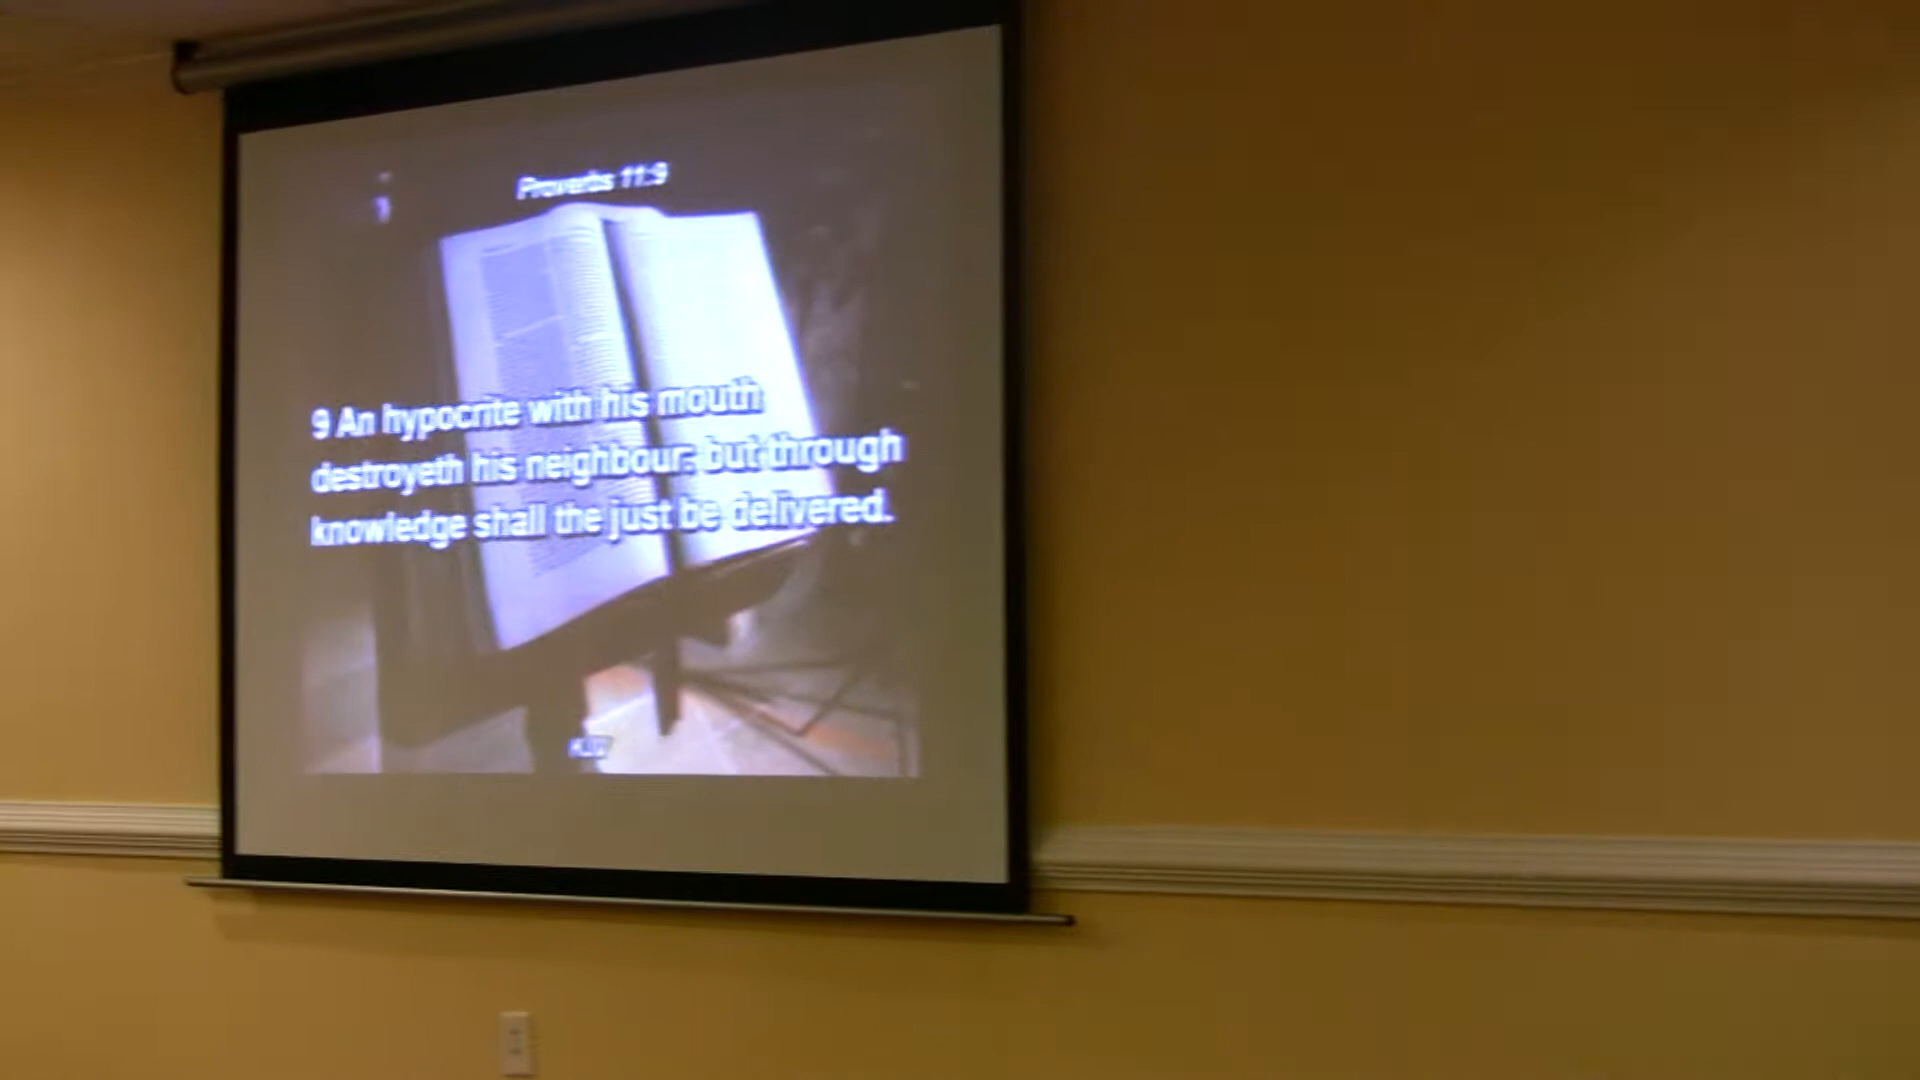 Proverbs 11:9
9 An hypocrite with his mouth
destroyeth his neighbour: but through
knowledge shall the just be delivered.
KJV